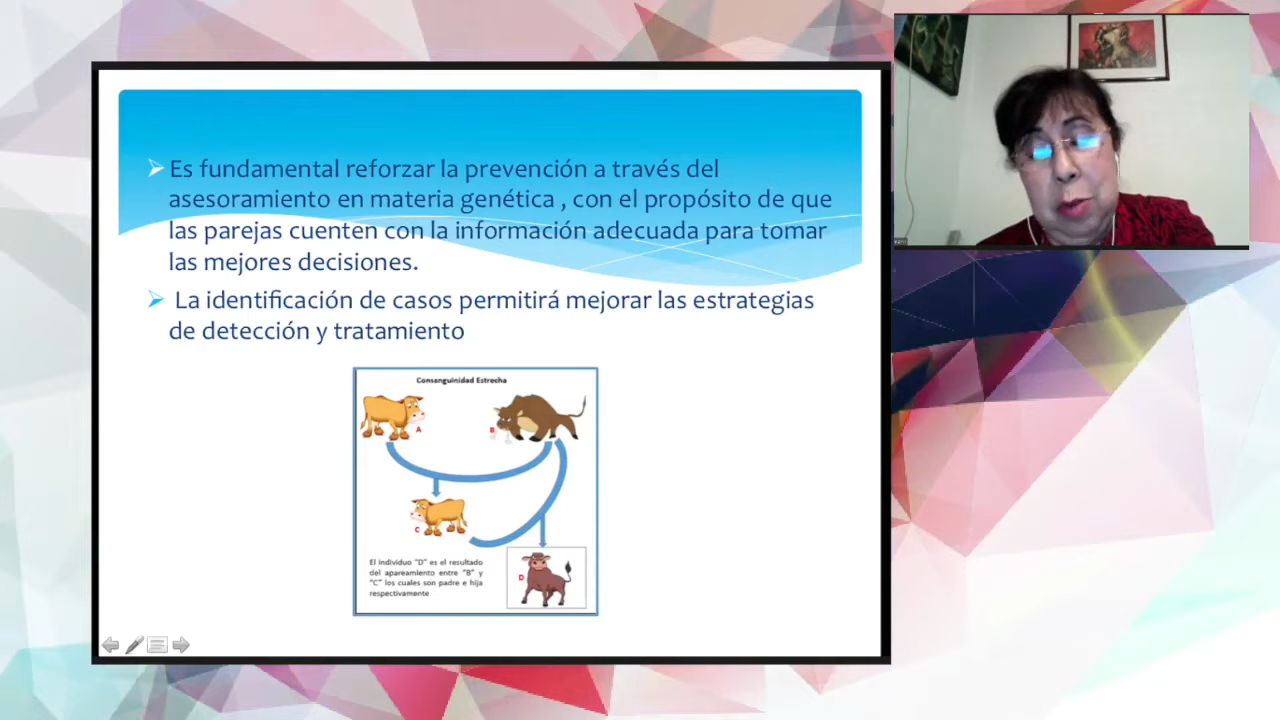 Es fundamental reforzar la prevención a través del
asesoramiento en materia genética , con el propósito de que
las parejas cuenten con la información adecuada para tomar
las mejores decisiones.
La identificación de casos permitirá mejorar las estrategias
de detección y tratamiento
Consanguinidad Estrecha
A
B
C
D
El individuo "D" es el resultado
del apareamiento entre "B" y
"C" los cuales son padre e hija
respectivamente